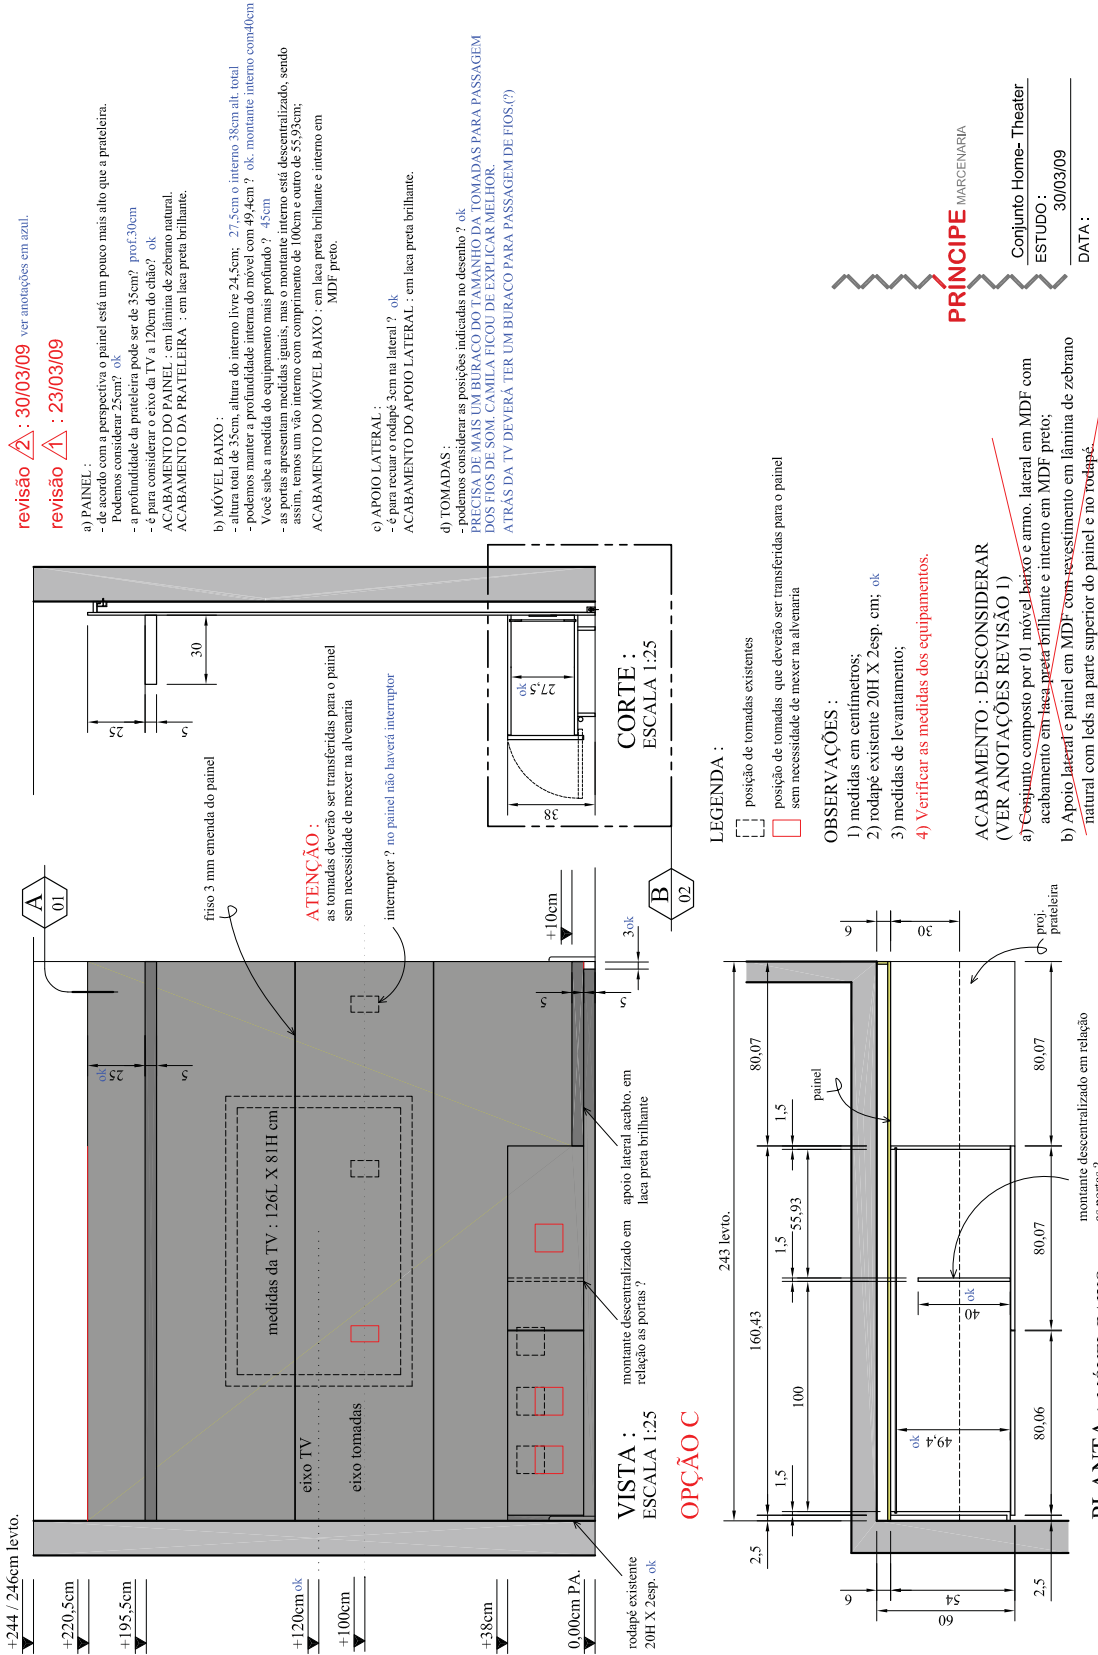 revisão 2 : 30/03/09 ver anotações em azul.
revisão 1 : 23/03/09
a) PAINEL :
- de acordo com a perspectiva o painel está um pouco mais alto que a prateleira.
Podemos considerar 25cm? ok
- a profundidade da prateleira pode ser de 35cm? prof.30cm
- é para considerar o eixo da TV a 120cm do chão? ok
ACABAMENTO DO PAINEL : em lâmina de zebrano natural.
ACABAMENTO DA PRATELEIRA : em laca preta brilhante.
b) MÓVEL BAIXO :
- altura total de 35cm, altura do interno livre 24,5cm; 27,5cm o interno 38cm alt. total
- podemos manter a profundidade interna do móvel com 49,4cm ? ok. montante interno com40cm
Você sabe a medida do equipamento mais profundo ? 45cm
- as portas apresentam medidas iguais, mas o montante interno está descentralizado, sendo
assim, temos um vão interno com comprimento de 100cm e outro de 55,93cm;
ACABAMENTO DO MÓVEL BAIXO : em laca preta brilhante e interno em
MDF preto.
c) APOIO LATERAL :
- é para recuar o rodapé 3cm na lateral ? ok
ACABAMENTO DO APOIO LATERAL : em laca preta brilhante.
d) TOMADAS :
- podemos considerar as posições indicadas no desenho ? ok
PRECISA DE MAIS UM BURACO DO TAMANHO DA TOMADAS PARA PASSAGEM
DOS FIOS DE SOM. CAMILA FICOU DE EXPLICAR MELHOR.
ATRÁS DA TV DEVERÁ TER UM BURACO PARA PASSAGEM DE FIOS.(?)
+244 / 246cm levto.
+220,5cm
+195,5cm
+120cm ok
+100cm
+38cm
0,00cm PA.
rodapé existente
20H X 2esp. ok
A
01
ok 25
5
friso 3 mm emenda do painel
ATENÇÃO :
as tomadas deverão ser transferidas para o painel
sem necessidade de mexer na alvenaria
interruptor ? no painel não haverá interruptor
medidas da TV : 126L X 81H cm
eixo TV
eixo tomadas
+10cm
3 ok
5
5
B
02
montante descentralizado em
relação as portas ?
apoio lateral acabto. em
laca preta brilhante
VISTA :
ESCALA 1:25
OPÇÃO C
25
5
30
ok 27,5
38
CORTE :
ESCALA 1:25
LEGENDA :
posição de tomadas existentes
posição de tomadas que deverão ser transferidas para o painel
sem necessidade de mexer na alvenaria
OBSERVAÇÕES :
1) medidas em centímetros;
2) rodapé existente 20H X 2esp. cm; ok
3) medidas de levantamento;
4) Verificar as medidas dos equipamentos.
ACABAMENTO : DESCONSIDERAR
(VER ANOTAÇÕES REVISÃO 1)
a) Conjunto composto por 01 móvel baixo e armo. lateral em MDF com
acabamento em laca preta brilhante e interno em MDF preto;
b) Apoio lateral e painel em MDF com revestimento em lâmina de zebrano
natural com leds na parte superior do painel e no rodapé.
243 levto.
2,5
160,43
80,07
1,5
100
1,5
55,93
1,5
painel
6
30
6
54
60
ok 49,4
40 ok
2,5
80,06
80,07
80,07
proj.
prateleira
montante descentralizado em relação
PRÍNCIPE MARCENARIA
Conjunto Home- Theater
ESTUDO :
30/03/09
DATA :